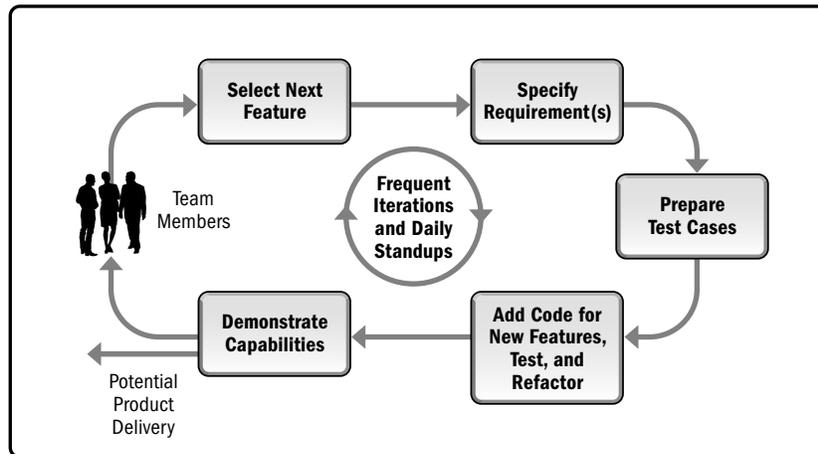 Select Next
Feature
Specify
Requirement(s)
Team
Members
Frequent
Iterations
and Daily
Standups
Prepare
Test Cases
Demonstrate
Capabilities
Add Code for
New Features,
Test, and
Refactor
Potential
Product
Delivery